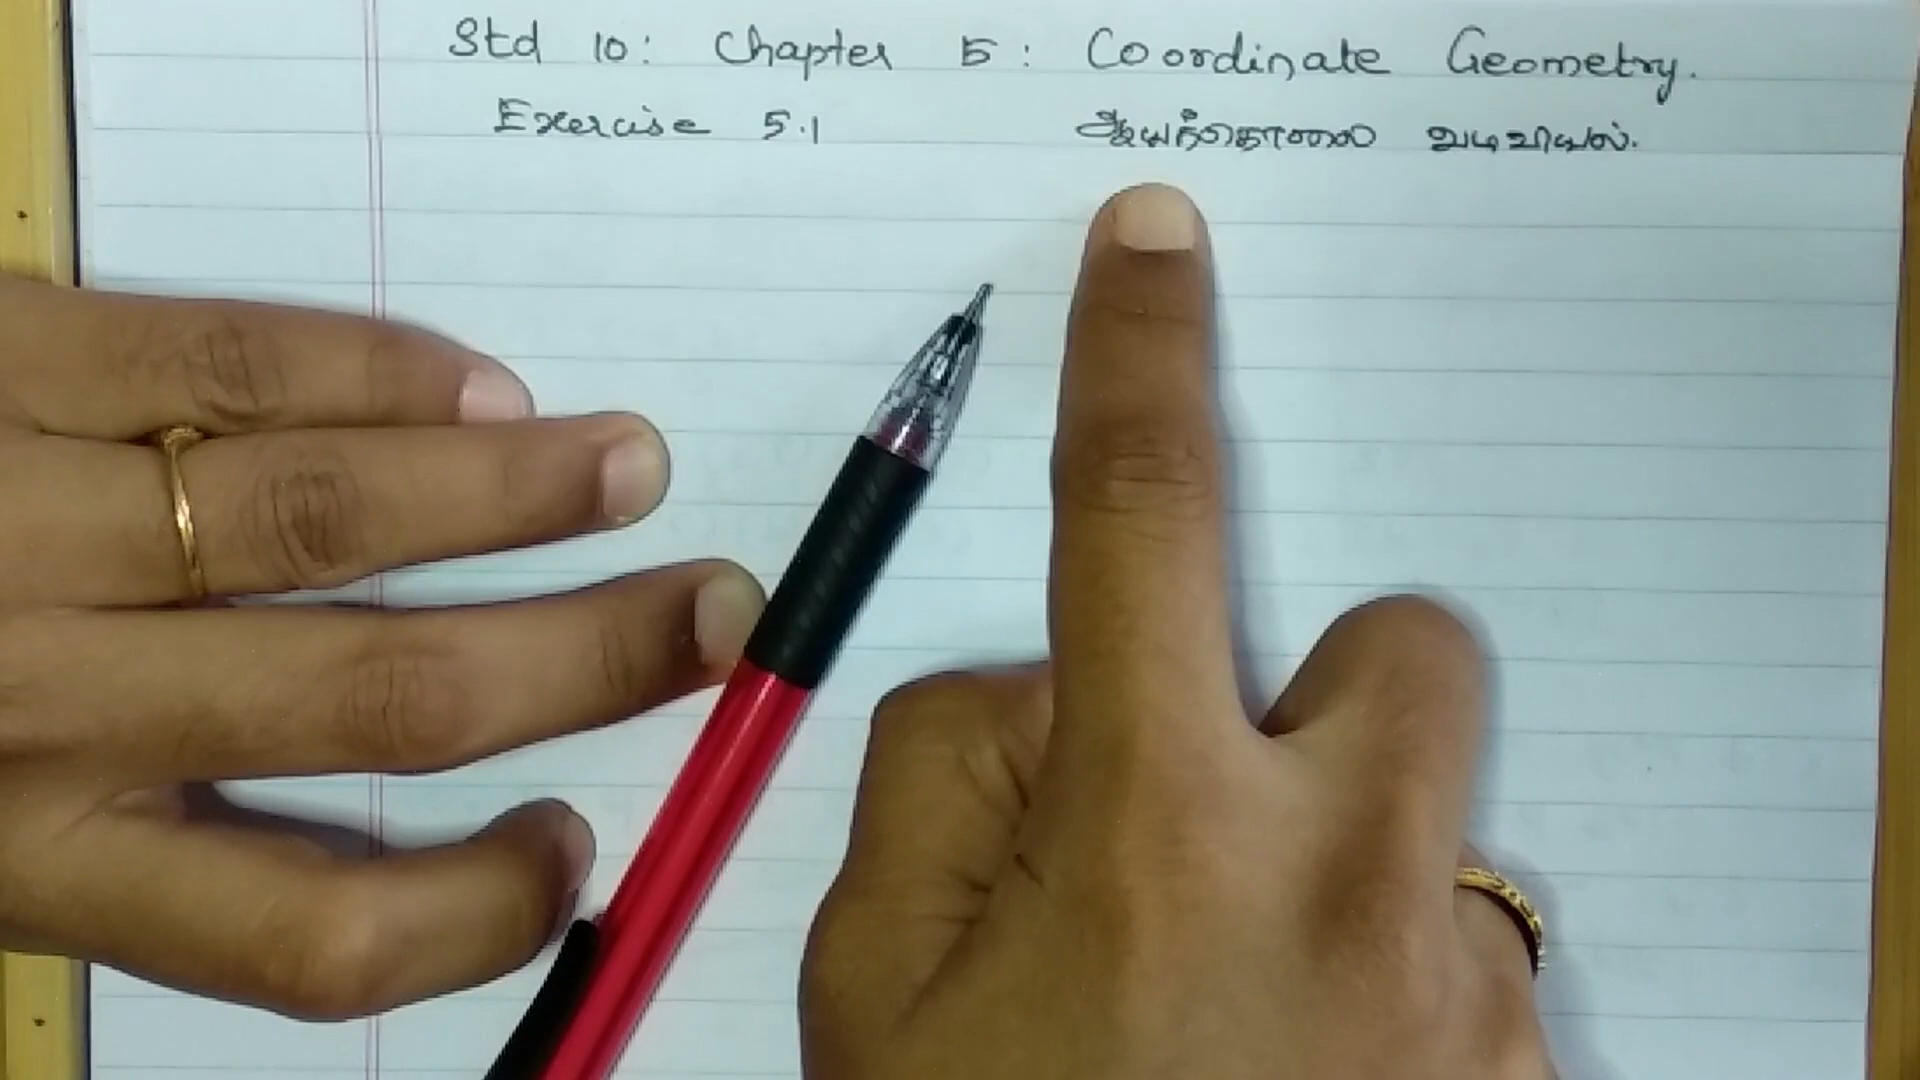 Std 10: Chapter 5: Coordinate Geometry.
Exercise 5.1 ஆயத்தொலை வடிவியல்.